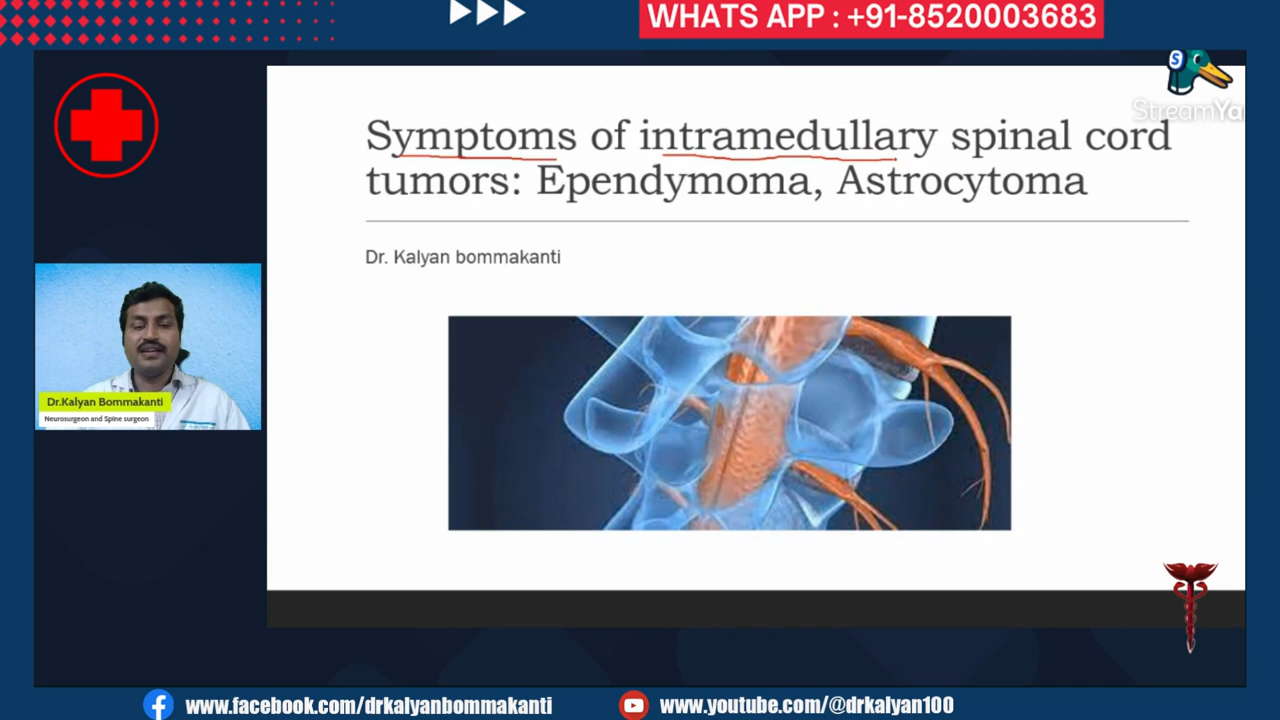 WHATS APP : +91-8520003683
StreamYa
Symptoms of intramedullary spinal cord
tumors: Ependymoma, Astrocytoma
Dr. Kalyan bommakanti
Dr.Kalyan Bommakanti
Neurosurgeon and Spine surgeon
www.facebook.com/drkalyanbommakanti
www.youtube.com/@drkalyan100